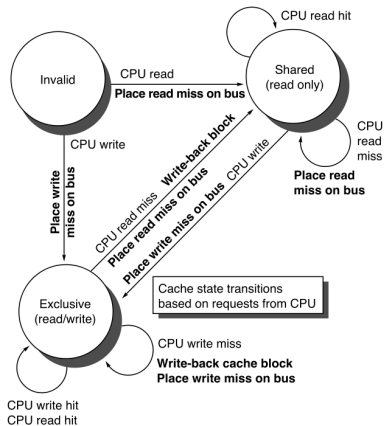 CPU read hit
Invalid
CPU read
Place read miss on bus
Shared
(read only)
CPU write
Place write
miss on bus
CPU read miss
Write-back block
Place read miss on bus
Place write miss on bus
CPU write
CPU
read
miss
Place read
miss on bus
Exclusive
(read/write)
Cache state transitions
based on requests from CPU
CPU write miss
Write-back cache block
Place write miss on bus
CPU write hit
CPU read hit